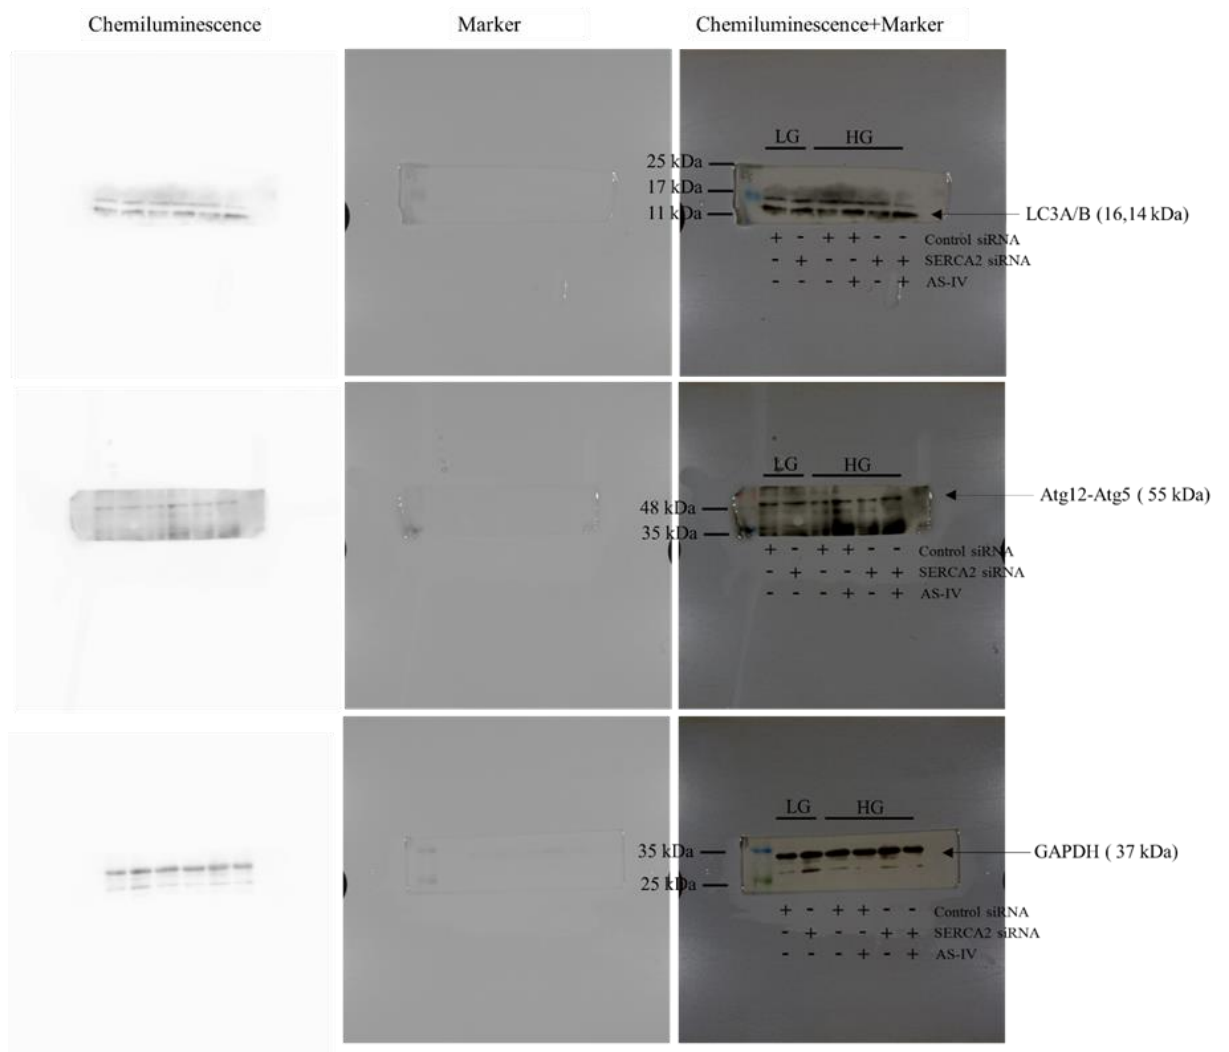 Chemiluminescence Marker Chemiluminescence+Marker
LG HG
25 kDa
17 kDa
11 kDa
LC3A/B (16,14 kDa)
+ - + + - - Control siRNA
- + - - + + SERCA2 siRNA
- - - + - + AS-IV
LG HG
Atg12-Atg5 ( 55 kDa)
48 kDa
35 kDa
+ - + + - - Control siRNA
- + - - + + SERCA2 siRNA
- - - + - + AS-IV
LG HG
35 kDa
GAPDH ( 37 kDa)
25 kDa
+ - + + - - Control siRNA
- + - - + + SERCA2 siRNA
- - - + - + AS-IV